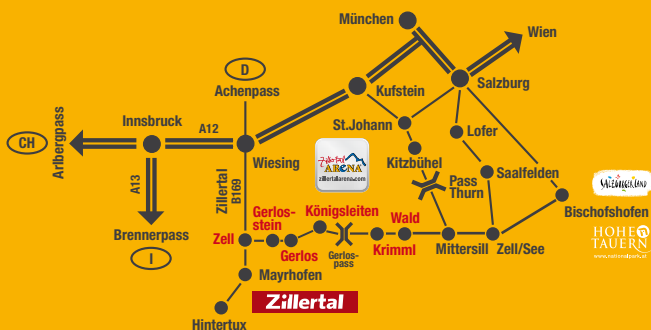 München
Wien
D
Achenpass
Kufstein
Salzburg
Innsbruck
A12
CH
Arlbergpass
St.Johann
Lofer
Wiesing
Zillertal
ARENA
zillertalarena.com
Kitzbühel
A13
Zillertal
B169
Pass
Thurn
Saalfelden
SALZBURGERLAND
Bischofshofen
Gerlos-
stein
Königsleiten
Wald
Brennerpass
I
Zell
Gerlos
Gerlos-
pass
Krimml
Mittersill
Zell/See
HOHE
TAUERN
www.nationalpark.at
Mayrhofen
Zillertal
Hintertux